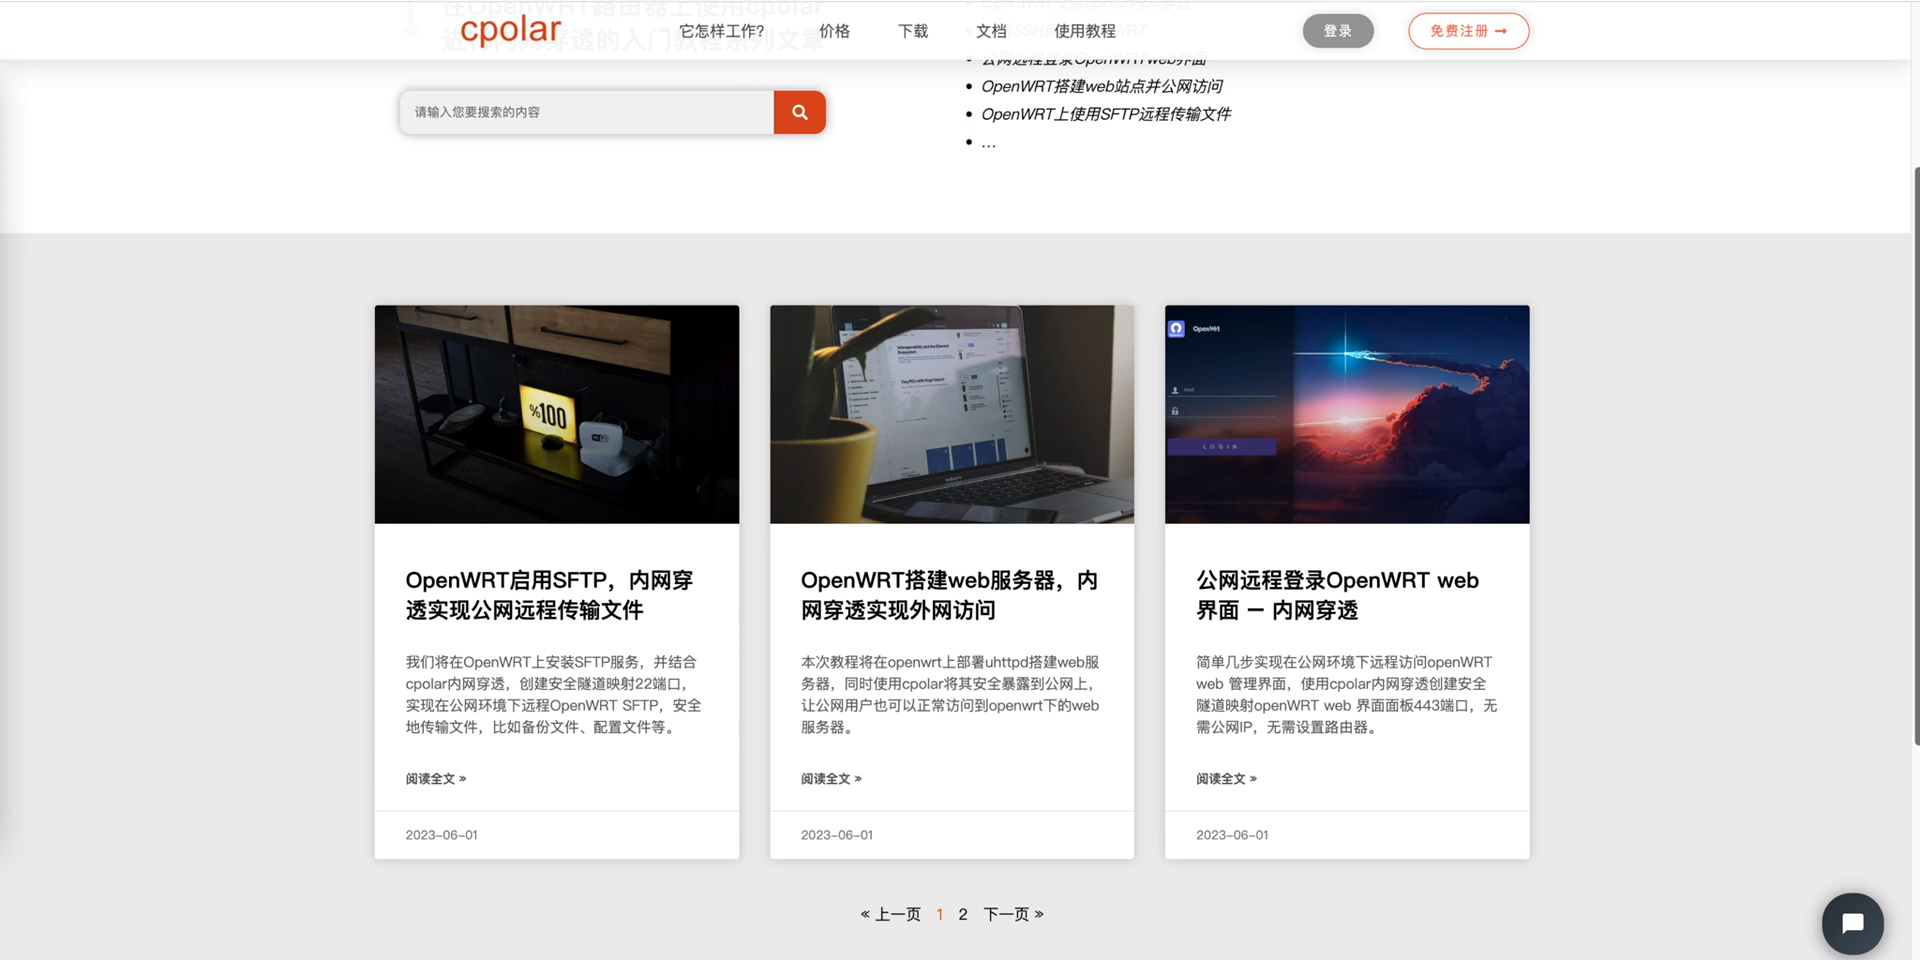 在OpenWRT路由器上使用cpolar
进行内网穿透的入门教程系列文章
cpolar
它怎样工作?
价格
下载
文档
使用教程
登录
免费注册 →
公网远程登录OpenWRTweb界面
OpenWRT搭建web站点并公网访问
OpenWRT上使用SFTP远程传输文件
...
请输入您要搜索的内容
%100
OpenWrt
root
LOGIN
OpenWRT启用SFTP，内网穿
透实现公网远程传输文件
我们将在OpenWRT上安装SFTP服务，并结合
cpolar内网穿透，创建安全隧道映射22端口，
实现在公网环境下远程OpenWRT SFTP，安全
地传输文件，比如备份文件、配置文件等。
阅读全文 »
2023-06-01
OpenWRT搭建web服务器，内
网穿透实现外网访问
本次教程将在openwrt上部署uhttpd搭建web服
务器，同时使用cpolar将其安全暴露到公网上，
让公网用户也可以正常访问到openwrt下的web
服务器。
阅读全文 »
2023-06-01
公网远程登录OpenWRT web
界面 – 内网穿透
简单几步实现在公网环境下远程访问openWRT
web 管理界面，使用cpolar内网穿透创建安全
隧道映射openWRT web 界面面板443端口，无
需公网IP，无需设置路由器。
阅读全文 »
2023-06-01
« 上一页 1 2 下一页 »